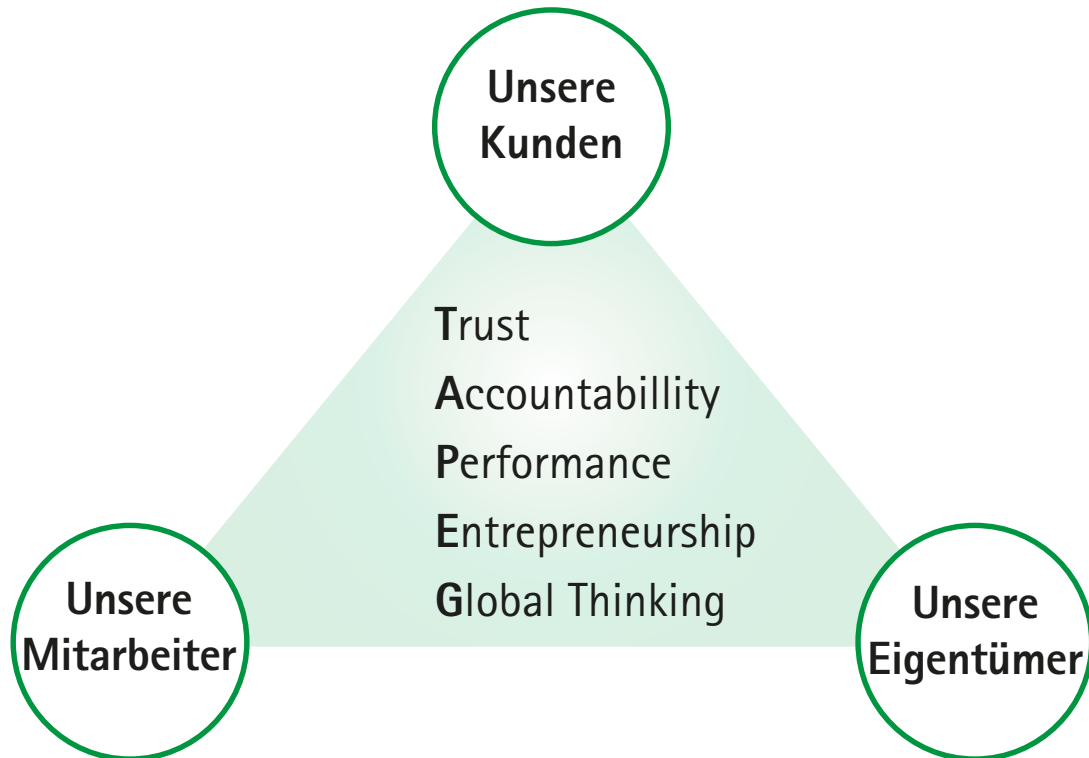 Unsere
Kunden
Trust
Accountabillity
Performance
Entrepreneurship
Global Thinking
Unsere
Mitarbeiter
Unsere
Eigentümer